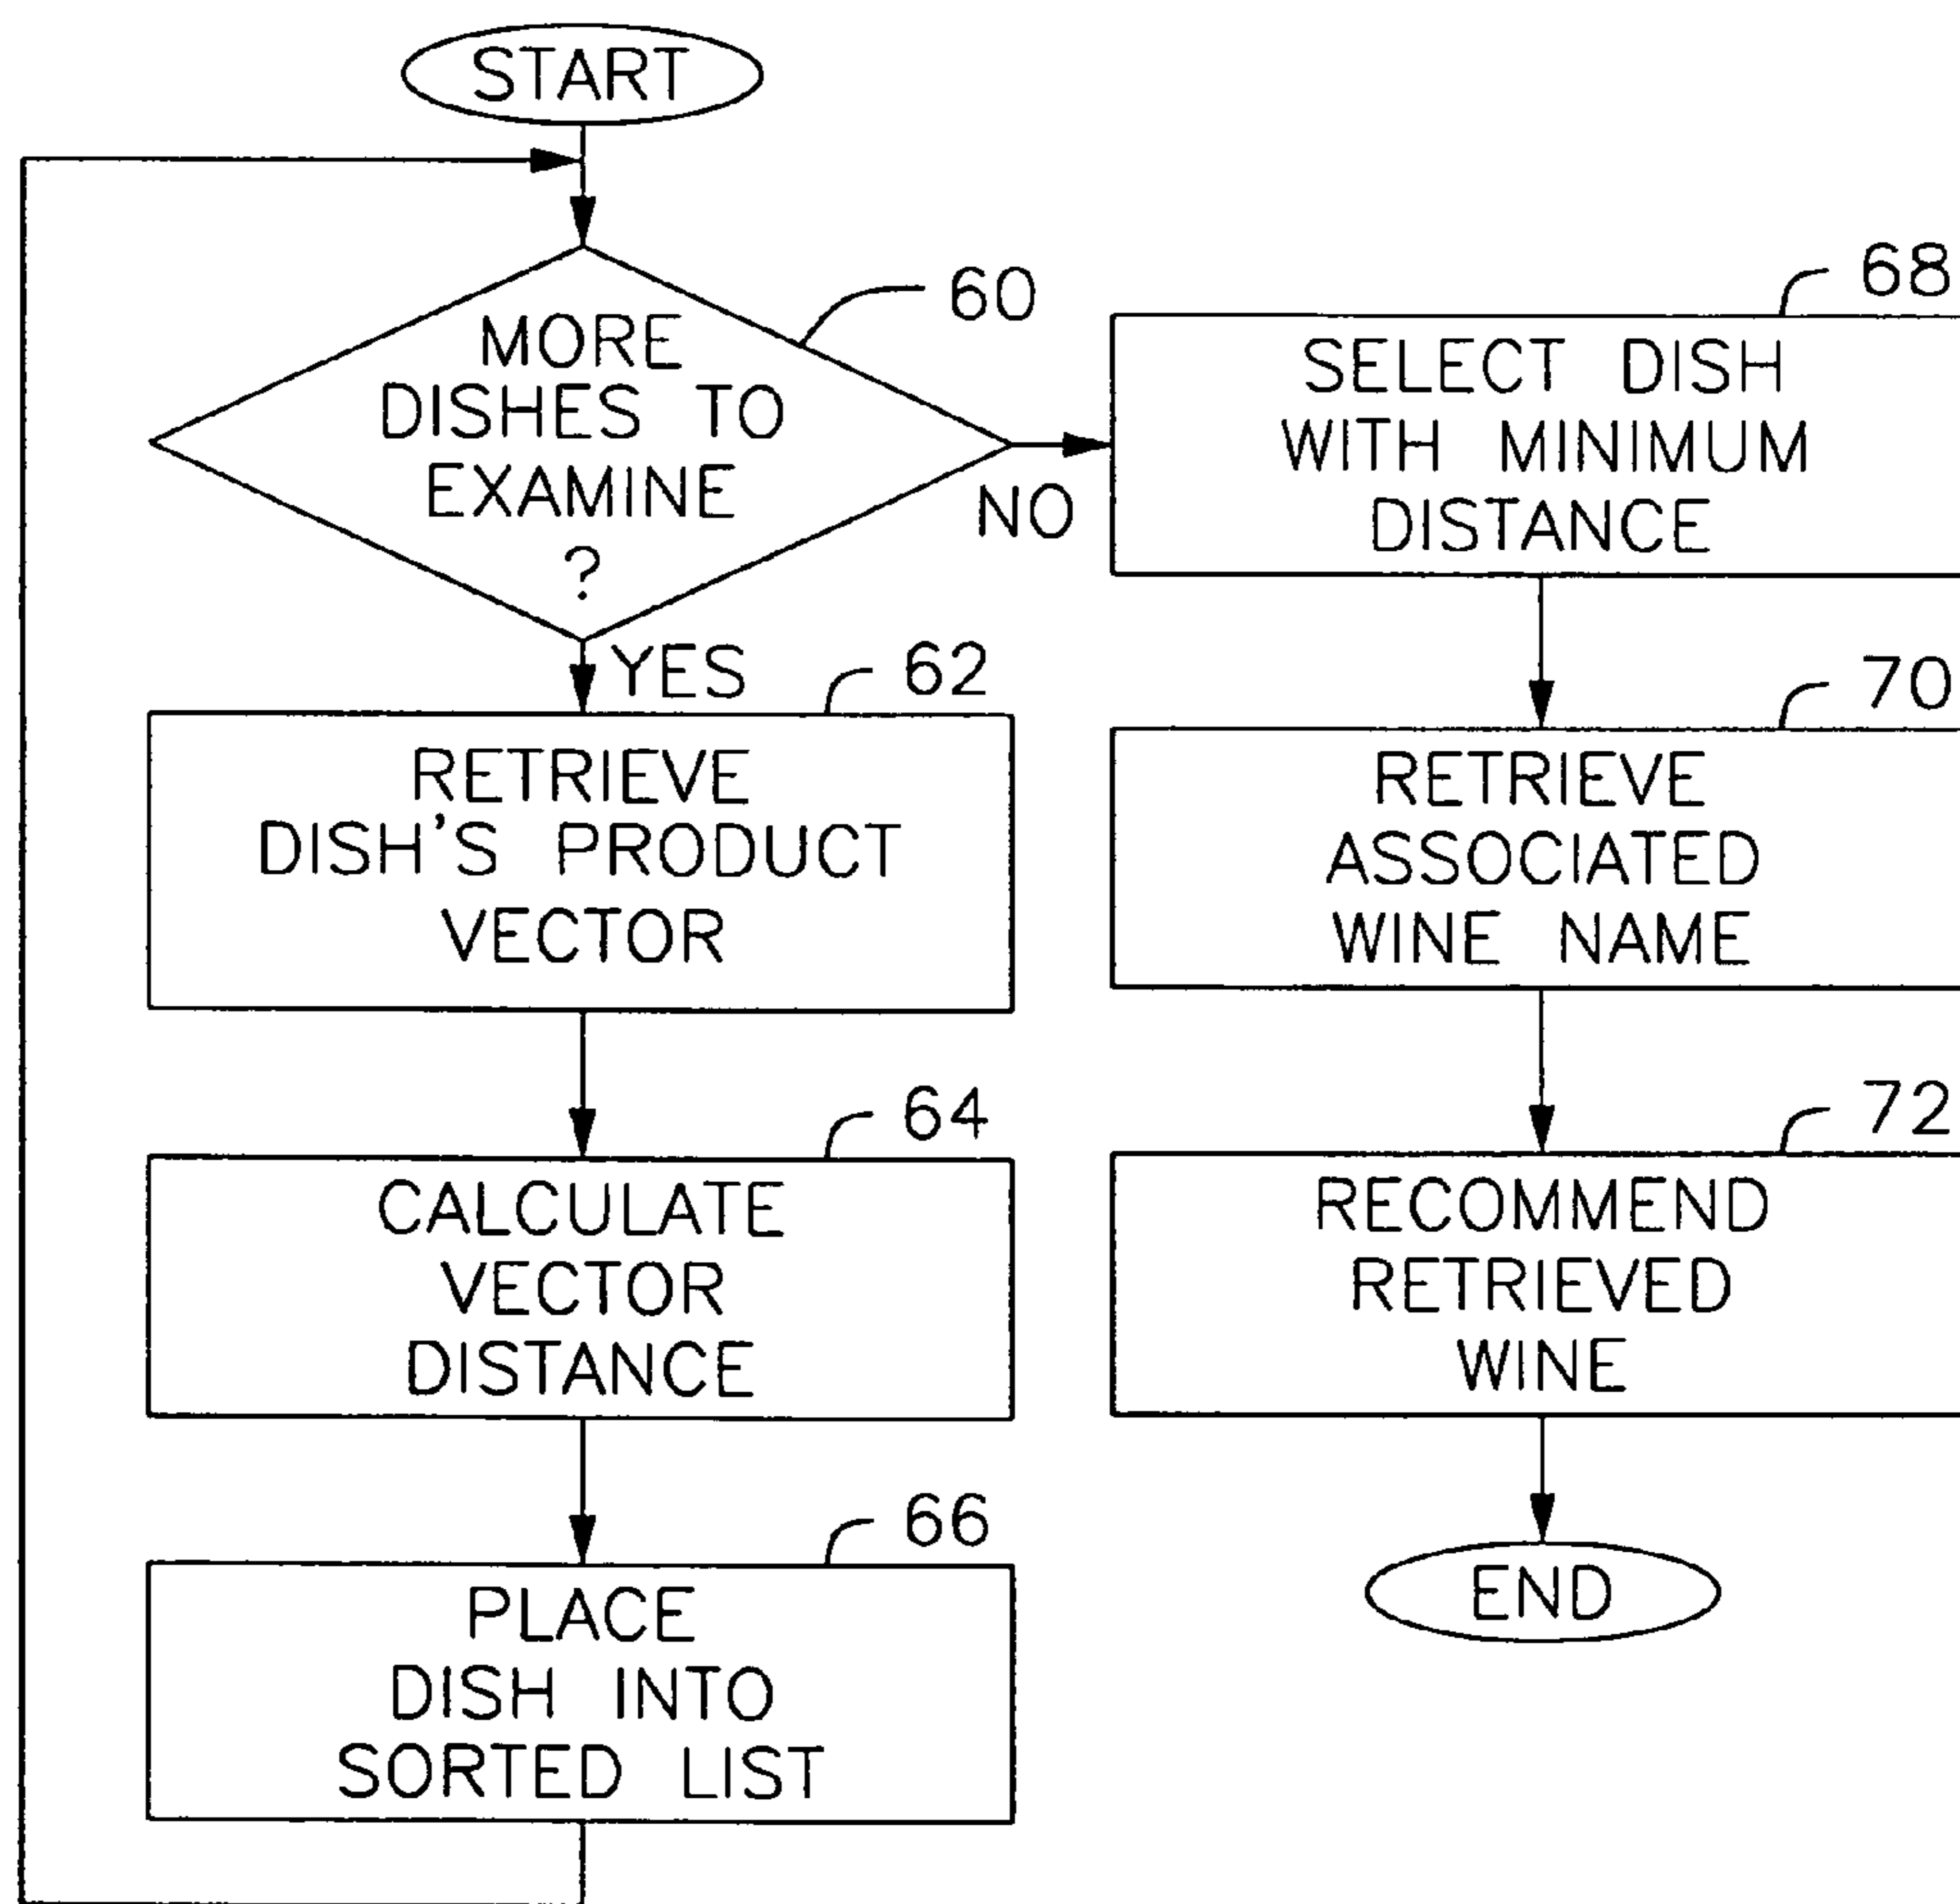 START
60
MORE
DISHES TO
EXAMINE
?
NO
YES
62
RETRIEVE
DISH'S PRODUCT
VECTOR
64
CALCULATE
VECTOR
DISTANCE
66
PLACE
DISH INTO
SORTED LIST
68
SELECT DISH
WITH MINIMUM
DISTANCE
70
RETRIEVE
ASSOCIATED
WINE NAME
72
RECOMMEND
RETRIEVED
WINE
END